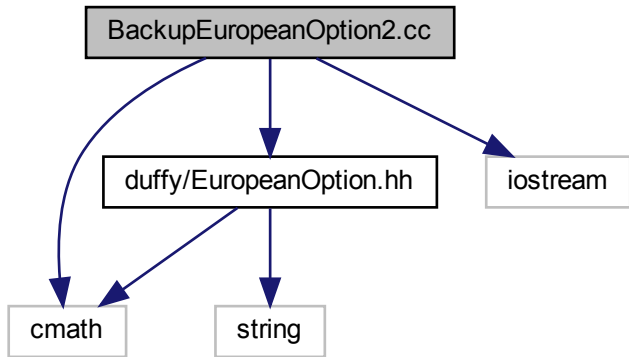 BackupEuropeanOption2.cc
duffy/EuropeanOption.hh
iostream
cmath
string